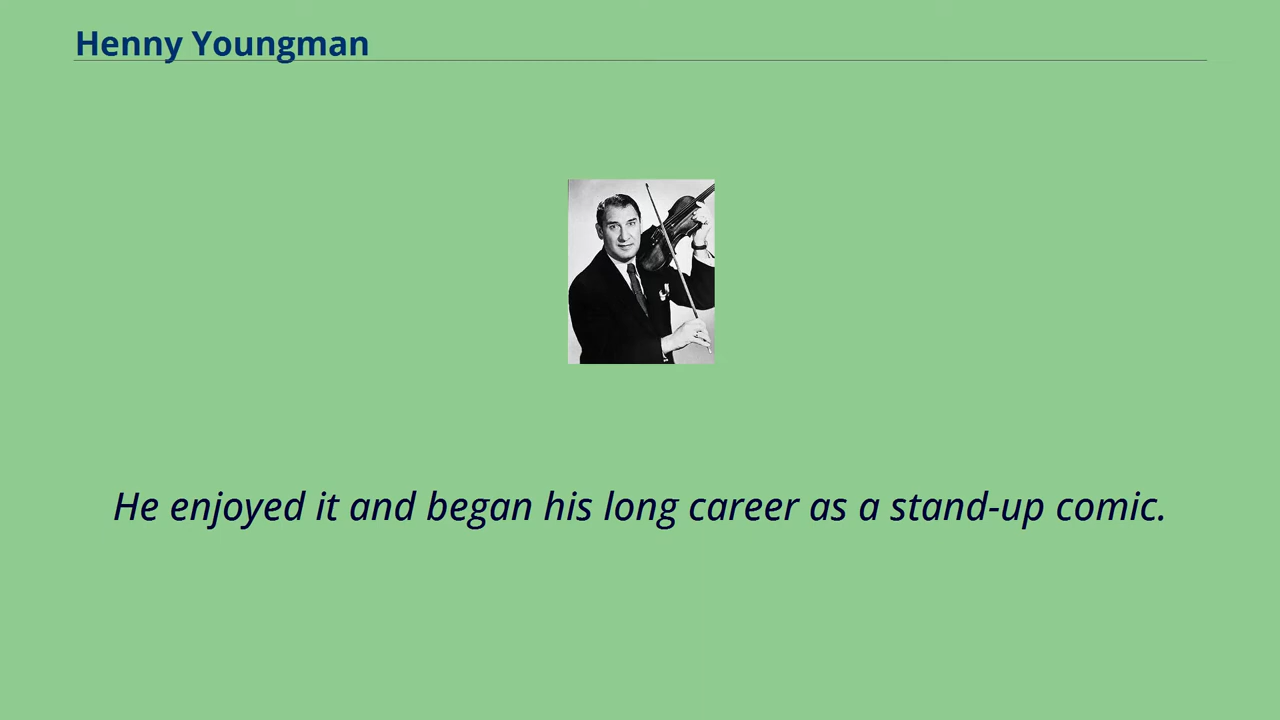 Henny Youngman
He enjoyed it and began his long career as a stand-up comic.